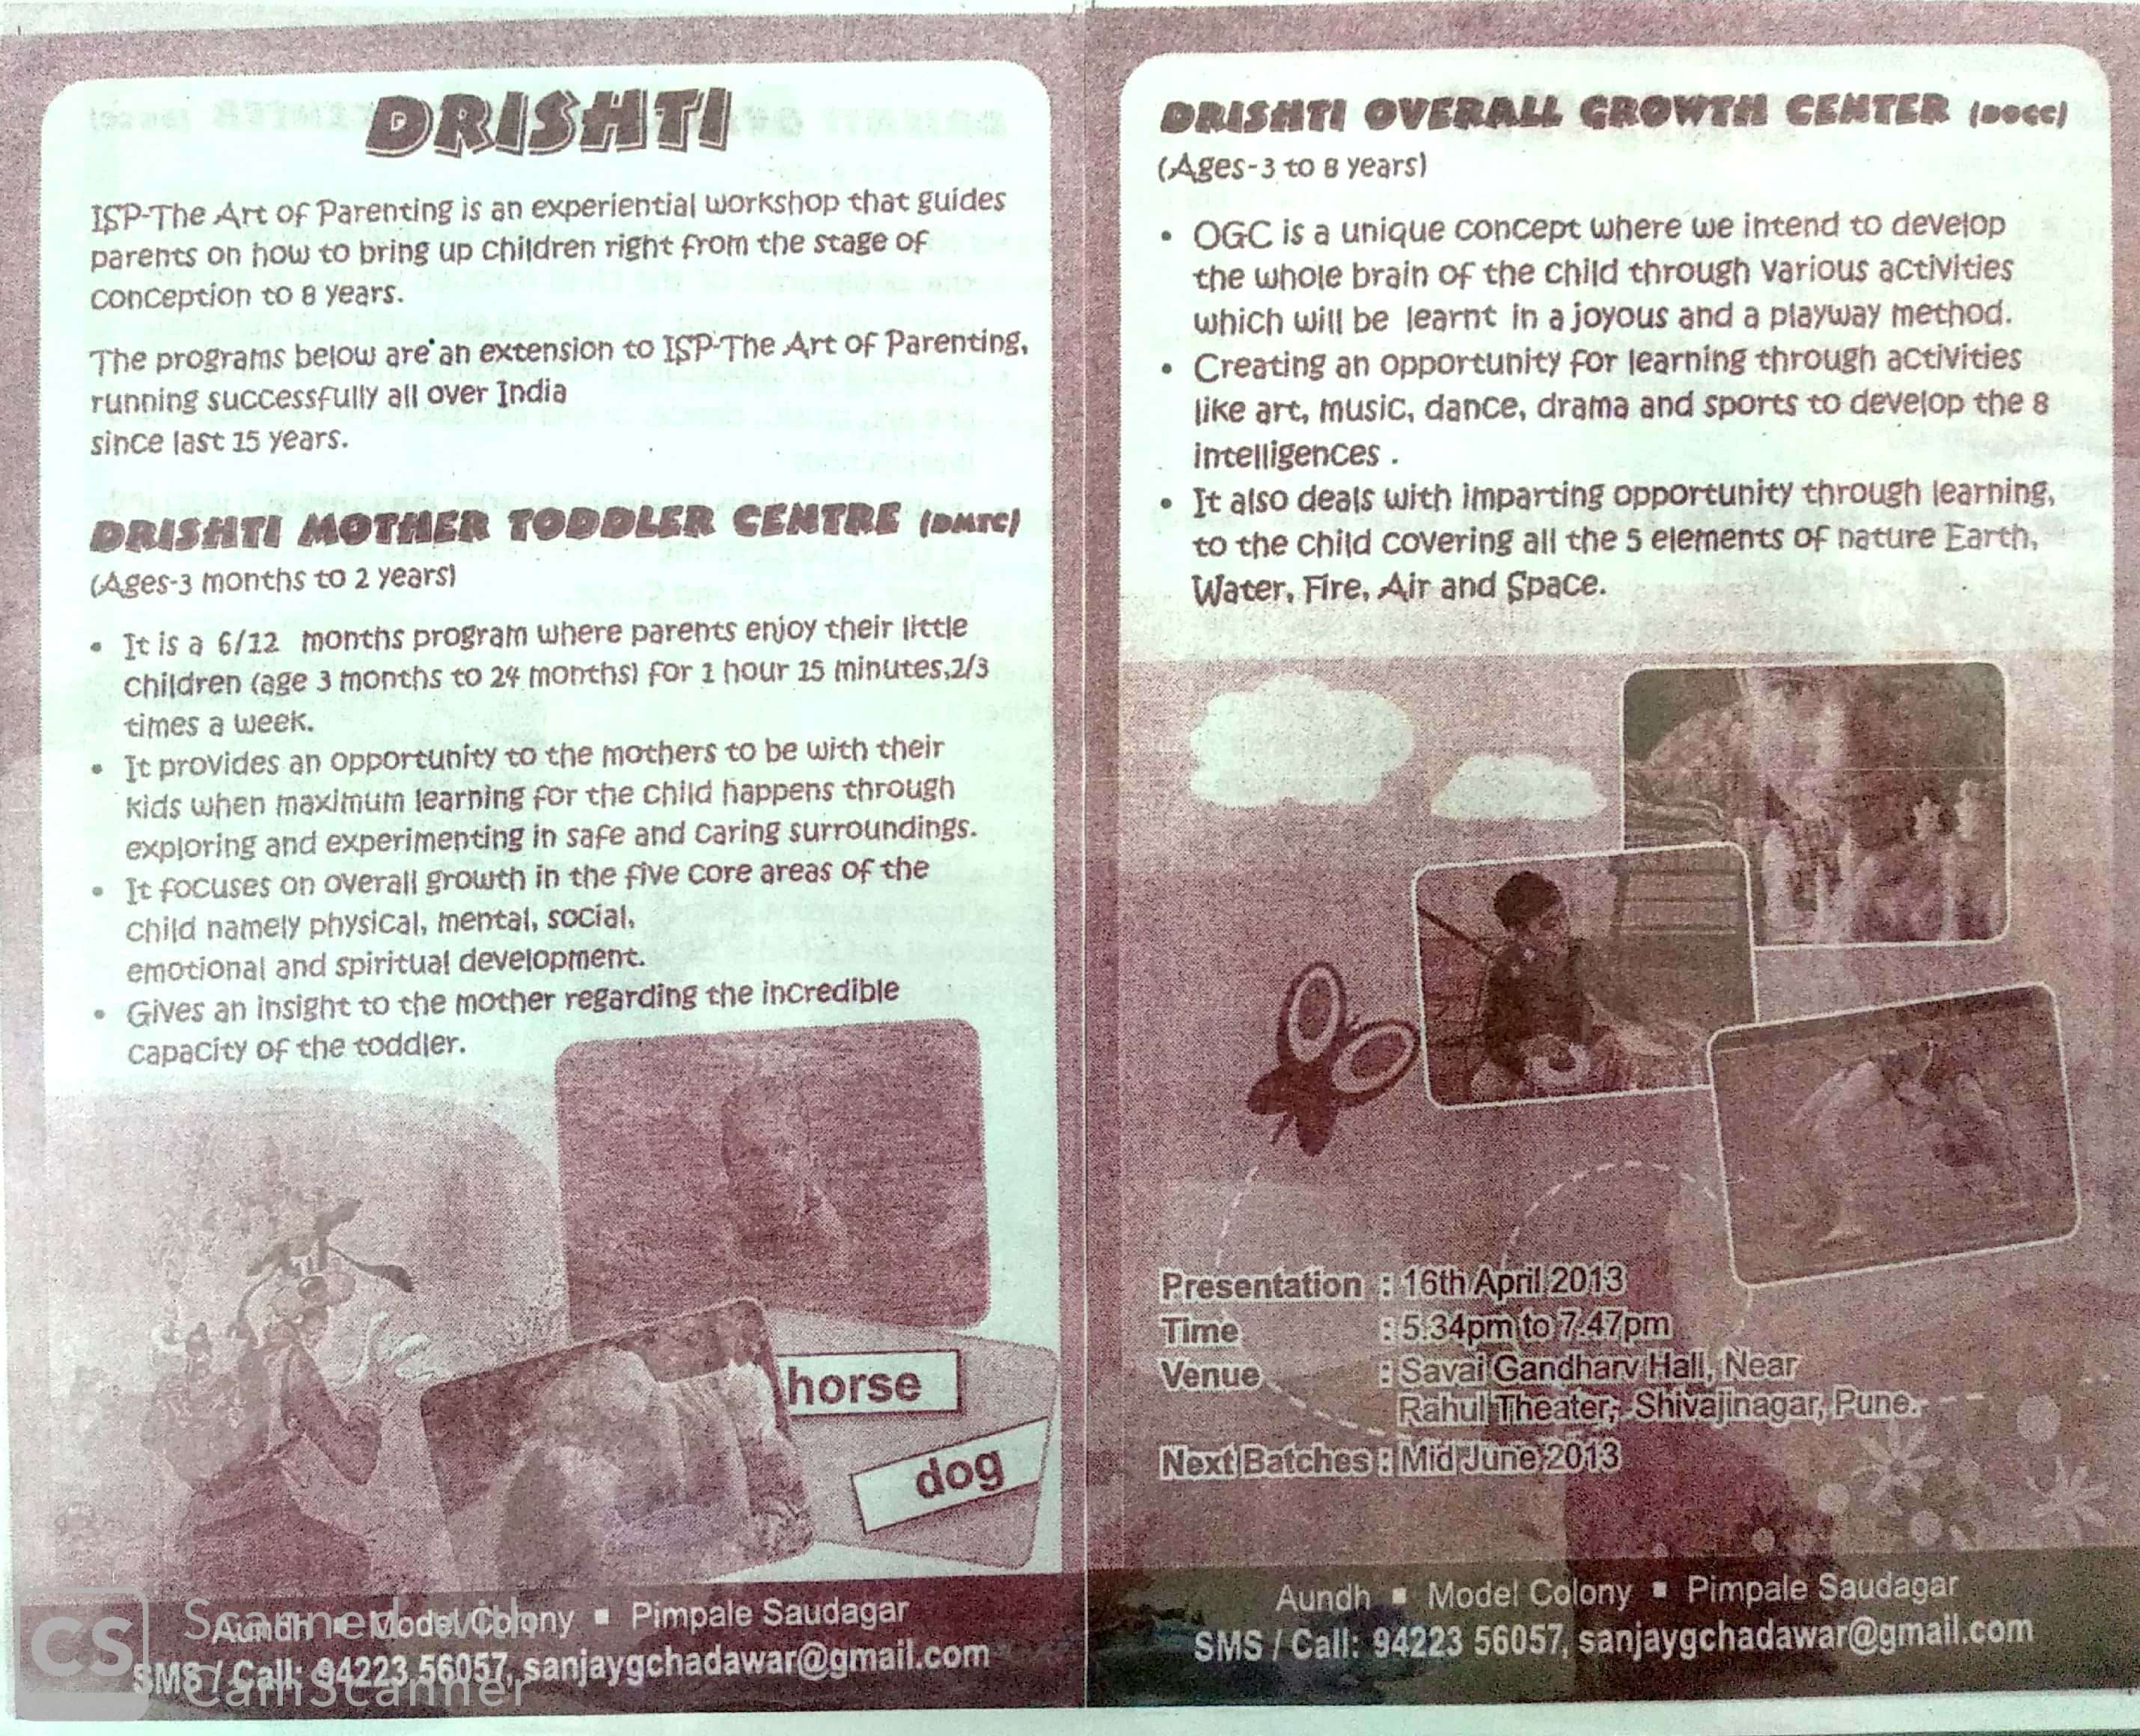 DRISHTI
ISP-The Art of Parenting is an experiential workshop that guides
parents on how to bring up children right from the stage of
conception to 8 years.
The programs below are an extension to ISP-The Art of Parenting,
running successfully all over India
since last 15 years.
DRISHTI MOTHER TODDLER CENTRE (DMTC)
(Ages-3 months to 2 years)
• It is a 6/12 months program where parents enjoy their little
children (age 3 months to 24 months) for 1 hour 15 minutes,2/3
times a week.
• It provides an opportunity to the mothers to be with their
kids when maximum learning for the child happens through
exploring and experimenting in safe and caring surroundings.
• It focuses on overall growth in the five core areas of the
child namely physical, mental, social,
emotional and spiritual development.
• Gives an insight to the mother regarding the incredible
capacity of the toddler.
horse
dog
Aundh ▪ Model Colony ▪ Pimpale Saudagar
SMS / Call: 94223 56057, sanjaygchadawar@gmail.com
CS Scanned with
CamScanner
DRISHTI OVERALL GROWTH CENTER (DOGC)
(Ages-3 to 8 years)
• OGC is a unique concept where we intend to develop
the whole brain of the child through various activities
which will be learnt in a joyous and a playway method.
• Creating an opportunity for learning through activities
like art, music, dance, drama and sports to develop the 8
intelligences .
• It also deals with imparting opportunity through learning,
to the child covering all the 5 elements of nature Earth,
Water, Fire, Air and Space.
Presentation : 16th April 2013
Time : 5.34pm to 7.47pm
Venue : Savai Gandharv Hall, Near
Rahul Theater, Shivajinagar, Pune.
Next Batches : Mid June 2013
Aundh ▪ Model Colony ▪ Pimpale Saudagar
SMS / Call: 94223 56057, sanjaygchadawar@gmail.com